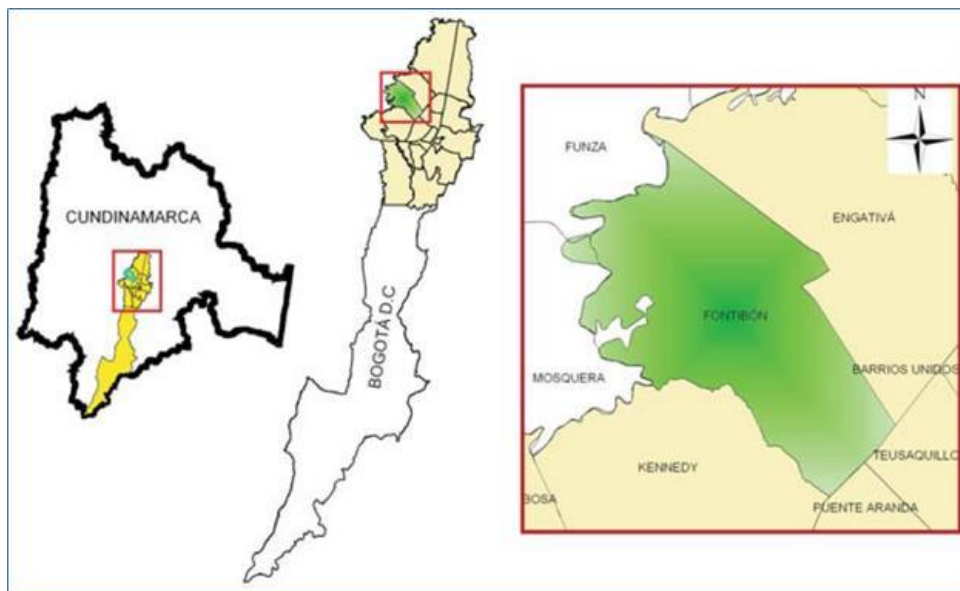 CUNDINAMARCA
BOGOTÁ D.C
N
FUNZA
ENGATIVÁ
FONTIBÓN
MOSQUERA
BARRIOS UNIDOS
KENNEDY
TEUSAQUILLO
BOSA
PUENTE ARANDA